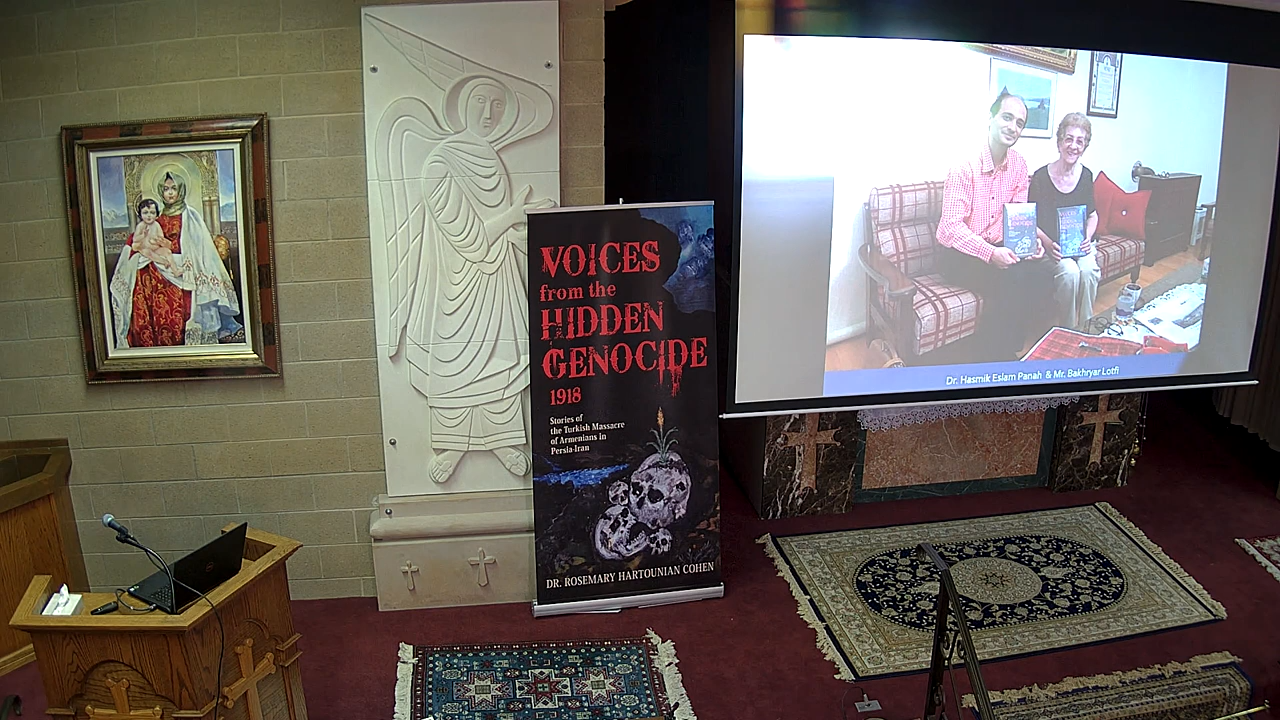 VOICES
from the
HIDDEN
GENOCIDE
1918
Stories of
the Turkish Massacre
of Armenians in
Persia-Iran
DR. ROSEMARY HARTOUNIAN COHEN
Dr. Hasmik Eslam Panah & Mr. Bakhryar Lotfi